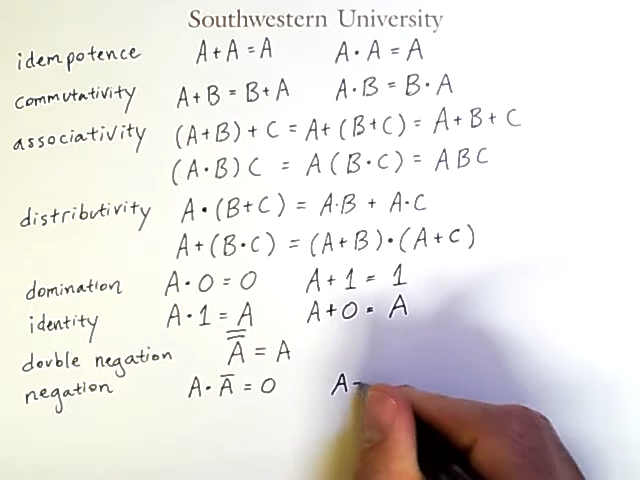 Southwestern University
idempotence A+A=A A·A=A
commutativity A+B=B+A A·B=B·A
associativity (A+B)+C=A+(B+C)=A+B+C
(A·B)C = A(B·C) = ABC
distributivity A·(B+C) = A·B + A·C
A+(B·C) = (A+B)·(A+C)
domination A·0=0 A+1=1
identity A·1=A A+0=A
double negation A̿ = A
negation A·A̅=0 A-